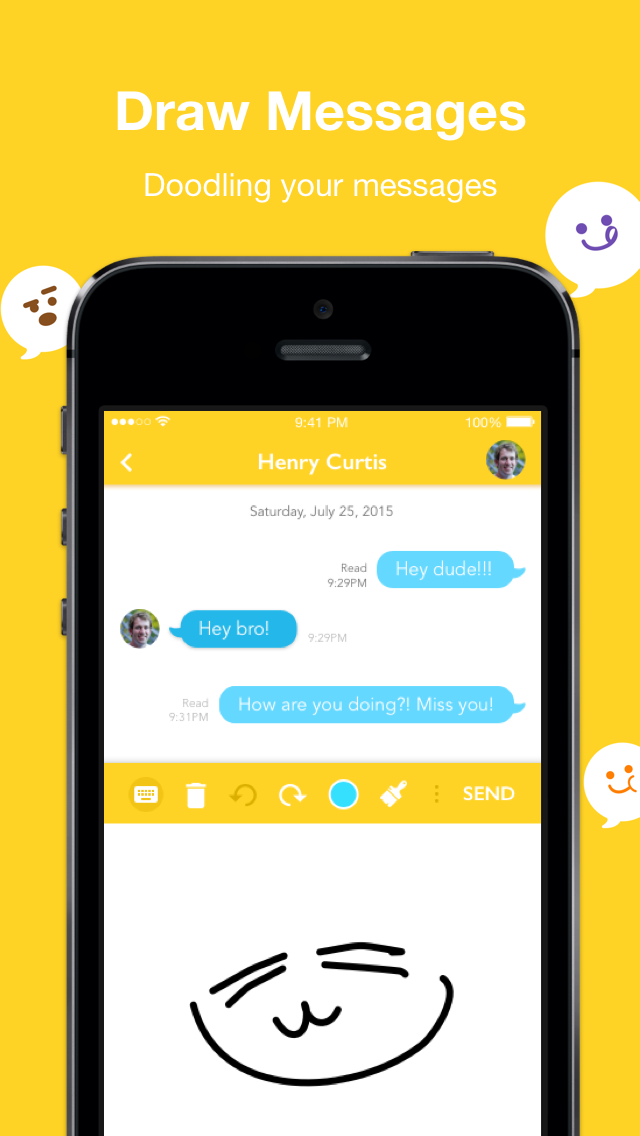 Draw Messages
Doodling your messages
9:41 PM 100%
Henry Curtis
Saturday, July 25, 2015
Read
9:29PM
Hey dude!!!
Hey bro!
9:29PM
Read
9:31PM
How are you doing?! Miss you!
SEND